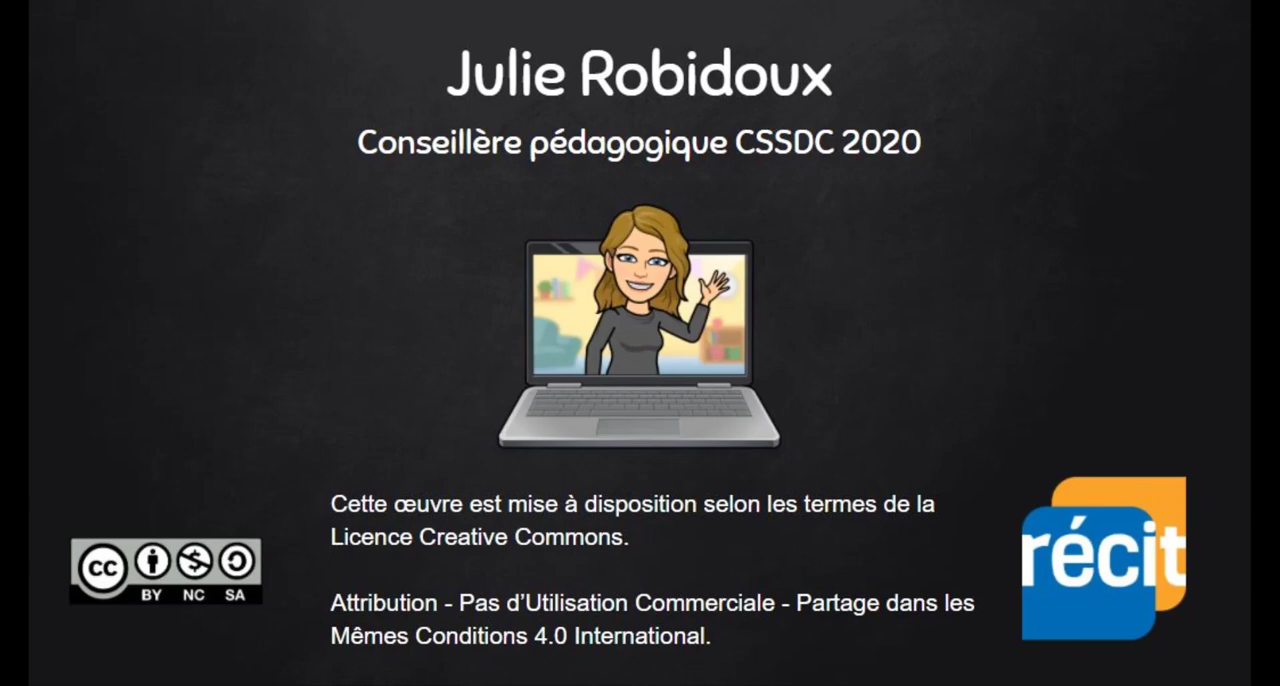 Julie Robidoux
Conseillère pédagogique CSSDC 2020
Cette œuvre est mise à disposition selon les termes de la
Licence Creative Commons.
Attribution - Pas d’Utilisation Commerciale - Partage dans les
Mêmes Conditions 4.0 International.
cc
BY NC SA
récit